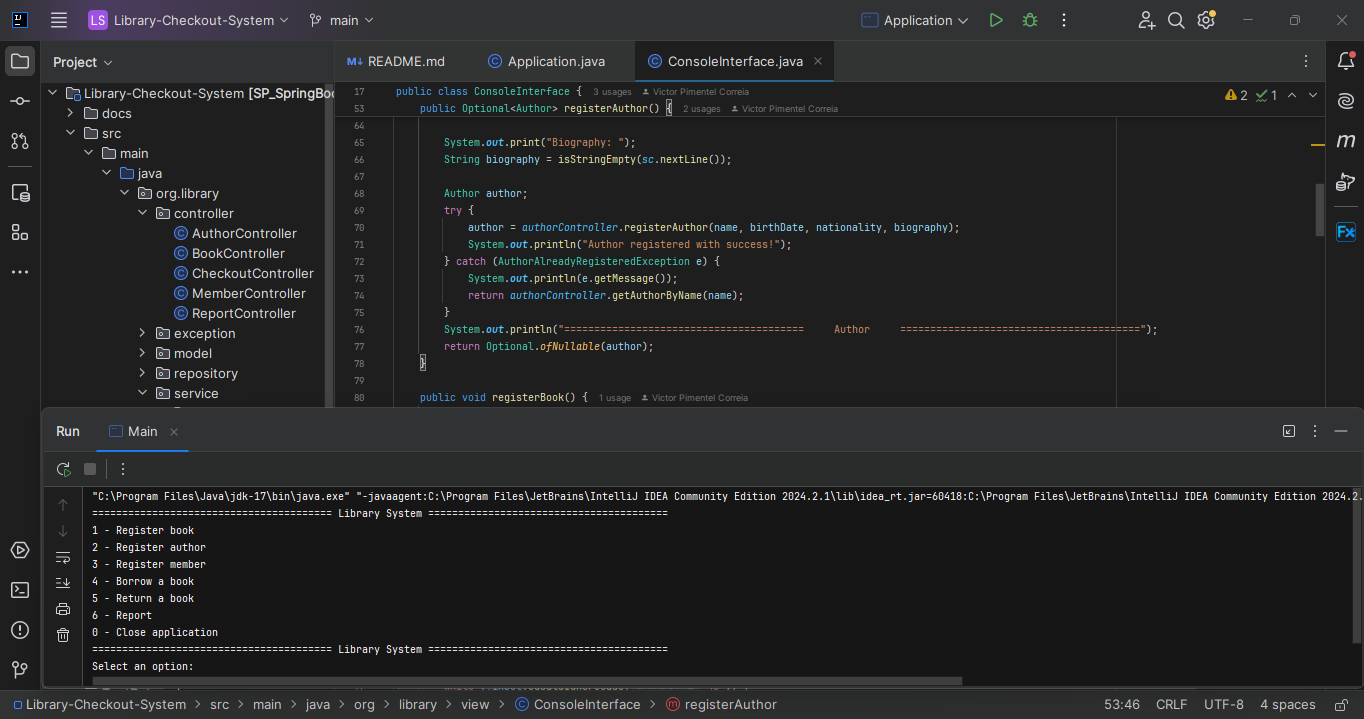 LS Library-Checkout-System main Application
Project
README.md Application.java ConsoleInterface.java
Library-Checkout-System [SP_SpringBoo
docs
src
main
java
org.library
controller
AuthorController
BookController
CheckoutController
MemberController
ReportController
exception
model
repository
service
17 public class ConsoleInterface { 3 usages Victor Pimentel Correia
53 public Optional<Author> registerAuthor() { 2 usages Victor Pimentel Correia
2 1
64
65 System.out.print("Biography: ");
66 String biography = isStringEmpty(sc.nextLine());
67
68 Author author;
69 try {
70 author = authorController.registerAuthor(name, birthDate, nationality, biography);
71 System.out.println("Author registered with success!");
72 } catch (AuthorAlreadyRegisteredException e) {
73 System.out.println(e.getMessage());
74 return authorController.getAuthorByName(name);
75 }
76 System.out.println("======================================== Author ========================================");
77 return Optional.ofNullable(author);
78 }
79
80 public void registerBook() { 1 usage Victor Pimentel Correia
Run Main
"C:\Program Files\Java\jdk-17\bin\java.exe" "-javaagent:C:\Program Files\JetBrains\IntelliJ IDEA Community Edition 2024.2.1\lib\idea_rt.jar=60418:C:\Program Files\JetBrains\IntelliJ IDEA Community Edition 2024.2.
======================================== Library System ========================================
1 - Register book
2 - Register author
3 - Register member
4 - Borrow a book
5 - Return a book
6 - Report
0 - Close application
======================================== Library System ========================================
Select an option:
Library-Checkout-System > src > main > java > org > library > view > ConsoleInterface > registerAuthor 53:46 CRLF UTF-8 4 spaces